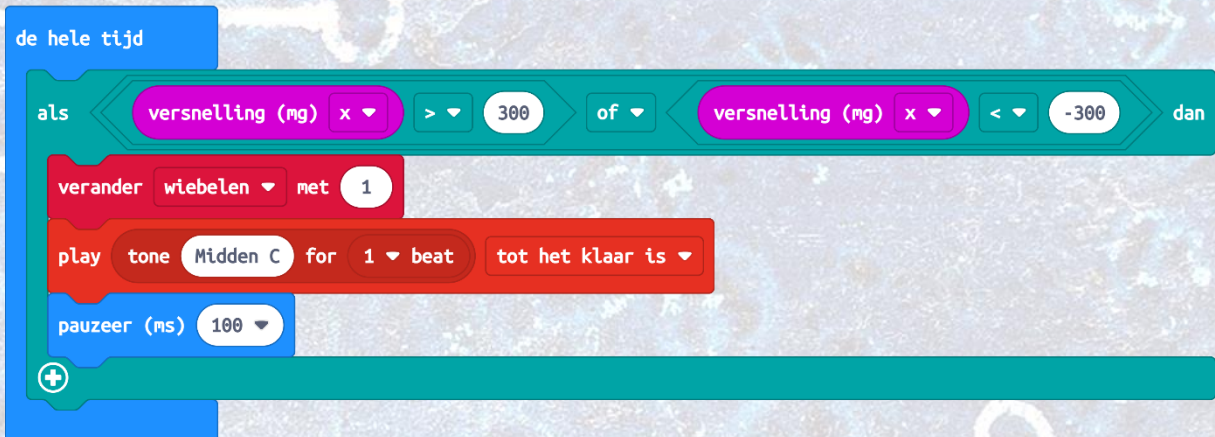 de hele tijd
als versnelling (mg) x > 300 of versnelling (mg) x < -300 dan
verander wiebelen met 1
play tone Midden C for 1 beat tot het klaar is
pauzeer (ms) 100